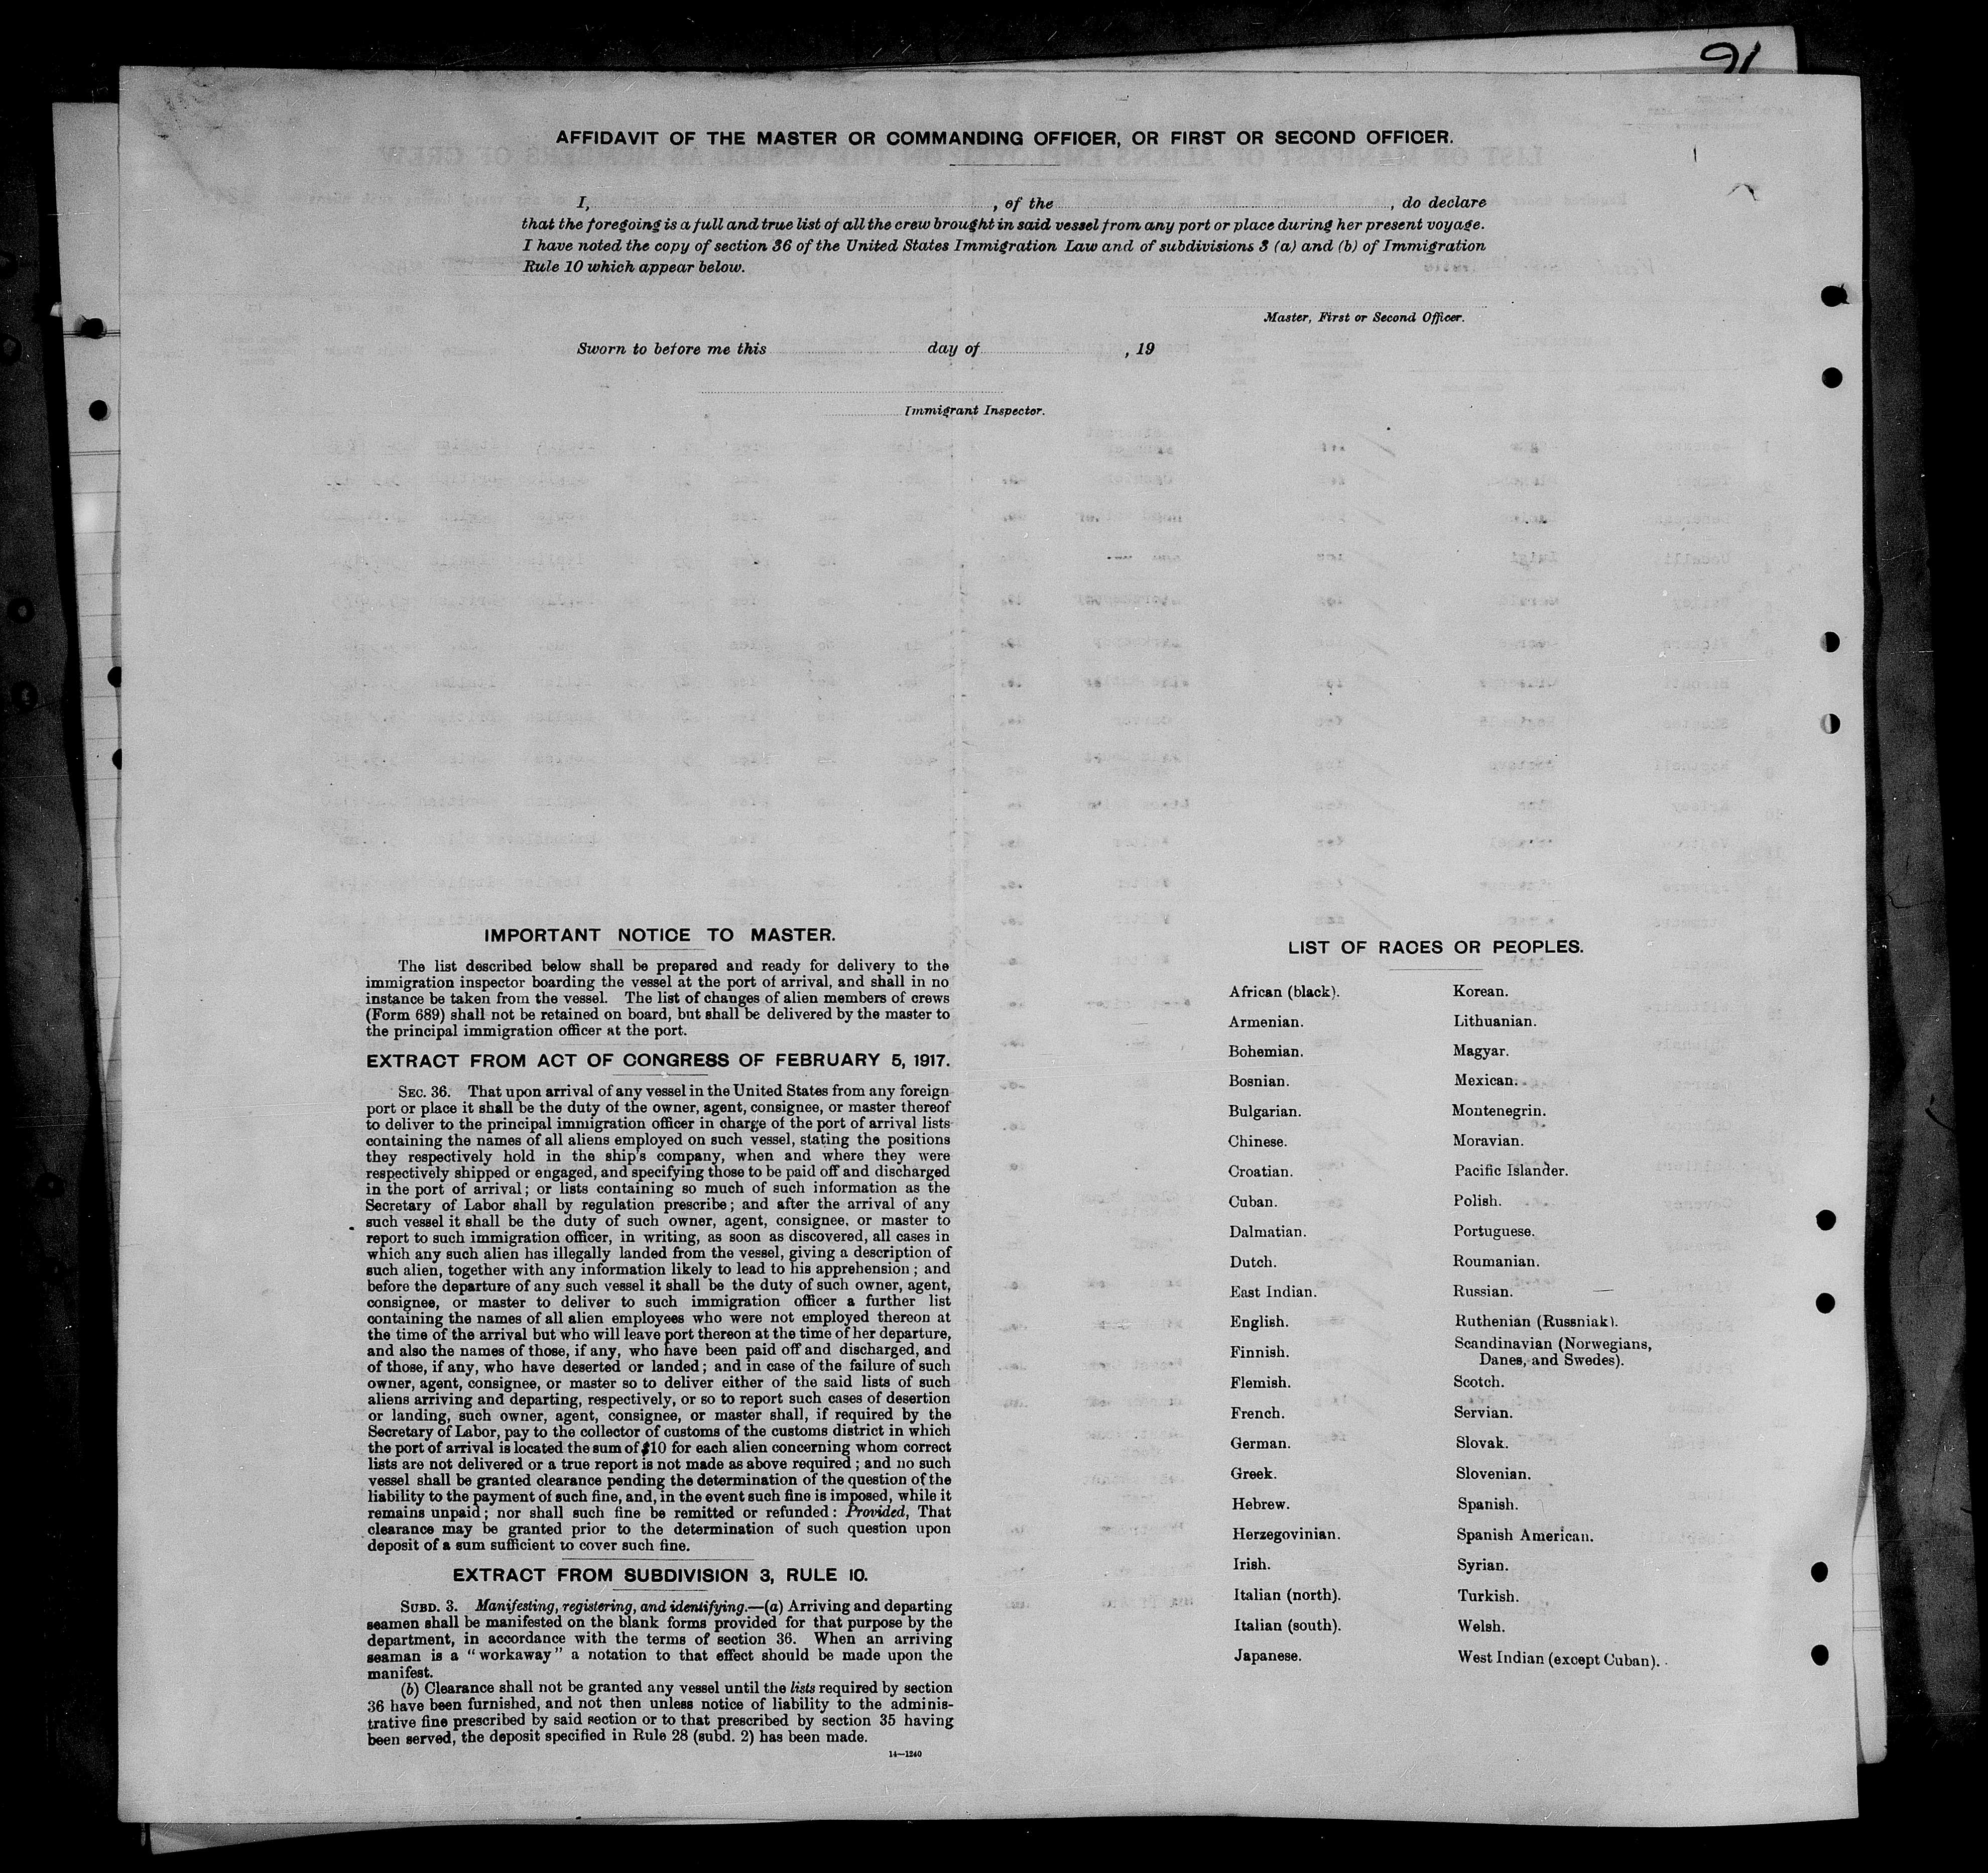 91
AFFIDAVIT OF THE MASTER OR COMMANDING OFFICER, OR FIRST OR SECOND OFFICER.
I, , of the , do declare
that the foregoing is a full and true list of all the crew brought in said vessel from any port or place during her present voyage.
I have noted the copy of section 36 of the United States Immigration Law and of subdivisions 3 (a) and (b) of Immigration
Rule 10 which appear below.
Master, First or Second Officer.
Sworn to before me this day of , 19
Immigrant Inspector.
IMPORTANT NOTICE TO MASTER.
The list described below shall be prepared and ready for delivery to the
immigration inspector boarding the vessel at the port of arrival, and shall in no
instance be taken from the vessel. The list of changes of alien members of crews
(Form 689) shall not be retained on board, but shall be delivered by the master to
the principal immigration officer at the port.
EXTRACT FROM ACT OF CONGRESS OF FEBRUARY 5, 1917.
SEC. 36. That upon arrival of any vessel in the United States from any foreign
port or place it shall be the duty of the owner, agent, consignee, or master thereof
to deliver to the principal immigration officer in charge of the port of arrival lists
containing the names of all aliens employed on such vessel, stating the positions
they respectively hold in the ship's company, when and where they were
respectively shipped or engaged, and specifying those to be paid off and discharged
in the port of arrival; or lists containing so much of such information as the
Secretary of Labor shall by regulation prescribe; and after the arrival of any
such vessel it shall be the duty of such owner, agent, consignee, or master to
report to such immigration officer, in writing, as soon as discovered, all cases in
which any such alien has illegally landed from the vessel, giving a description of
such alien, together with any information likely to lead to his apprehension; and
before the departure of any such vessel it shall be the duty of such owner, agent,
consignee, or master to deliver to such immigration officer a further list
containing the names of all alien employees who were not employed thereon at
the time of the arrival but who will leave port thereon at the time of her departure,
and also the names of those, if any, who have been paid off and discharged, and
of those, if any, who have deserted or landed; and in case of the failure of such
owner, agent, consignee, or master so to deliver either of the said lists of such
aliens arriving and departing, respectively, or so to report such cases of desertion
or landing, such owner, agent, consignee, or master shall, if required by the
Secretary of Labor, pay to the collector of customs of the customs district in which
the port of arrival is located the sum of $10 for each alien concerning whom correct
lists are not delivered or a true report is not made as above required; and no such
vessel shall be granted clearance pending the determination of the question of the
liability to the payment of such fine, and, in the event such fine is imposed, while it
remains unpaid; nor shall such fine be remitted or refunded: Provided, That
clearance may be granted prior to the determination of such question upon
deposit of a sum sufficient to cover such fine.
EXTRACT FROM SUBDIVISION 3, RULE 10.
SUBD. 3. Manifesting, registering, and identifying.—(a) Arriving and departing
seamen shall be manifested on the blank forms provided for that purpose by the
department, in accordance with the terms of section 36. When an arriving
seaman is a "workaway" a notation to that effect should be made upon the
manifest.
(b) Clearance shall not be granted any vessel until the lists required by section
36 have been furnished, and not then unless notice of liability to the adminis-
trative fine prescribed by said section or to that prescribed by section 35 having
been served, the deposit specified in Rule 28 (subd. 2) has been made.
14—1240
LIST OF RACES OR PEOPLES.
African (black).
Armenian.
Bohemian.
Bosnian.
Bulgarian.
Chinese.
Croatian.
Cuban.
Dalmatian.
Dutch.
East Indian.
English.
Finnish.
Flemish.
French.
German.
Greek.
Hebrew.
Herzegovinian.
Irish.
Italian (north).
Italian (south).
Japanese.
Korean.
Lithuanian.
Magyar.
Mexican.
Montenegrin.
Moravian.
Pacific Islander.
Polish.
Portuguese.
Roumanian.
Russian.
Ruthenian (Russniak).
Scandinavian (Norwegians,
Danes, and Swedes).
Scotch.
Servian.
Slovak.
Slovenian.
Spanish.
Spanish American.
Syrian.
Turkish.
Welsh.
West Indian (except Cuban).